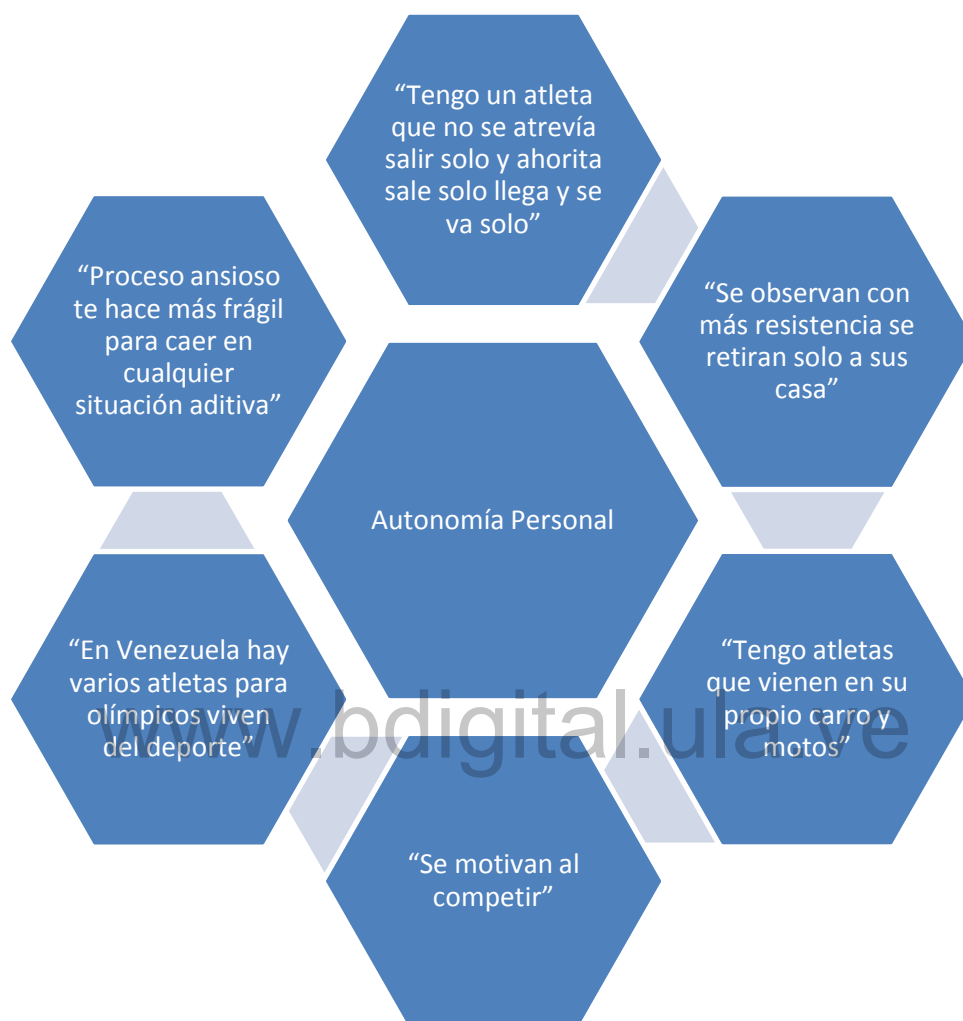 “Tengo un atleta
que no se atrevía
salir solo y ahorita
sale solo llega y se
va solo”
“Se observan con
más resistencia se
retiran solo a sus
casa”
“Tengo atletas
que vienen en su
propio carro y
motos”
“Se motivan al
competir”
“En Venezuela hay
varios atletas para
olímpicos viven
del deporte”
“Proceso ansioso
te hace más frágil
para caer en
cualquier
situación aditiva”
Autonomía Personal
www.bdigital.ula.ve